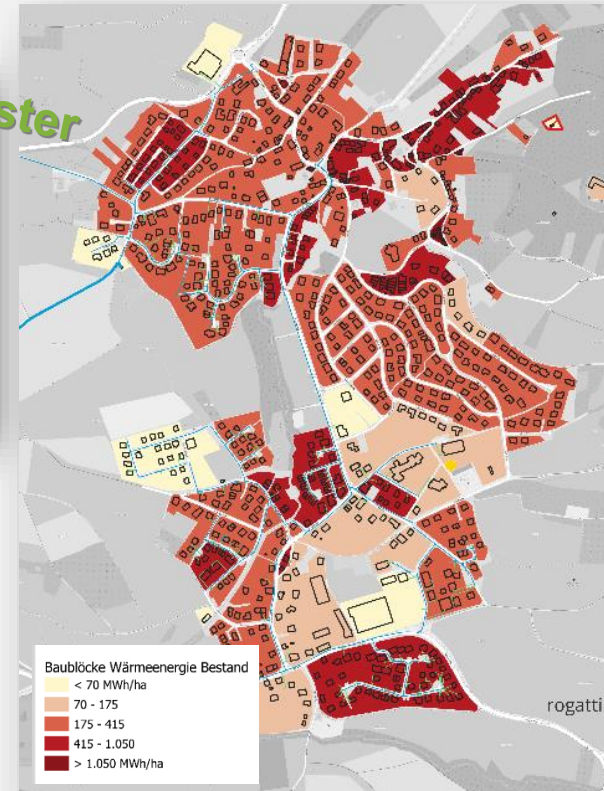 ster
Baublöcke Wärmeenergie Bestand
< 70 MWh/ha
70 - 175
175 - 415
415 - 1.050
> 1.050 MWh/ha
rogatti